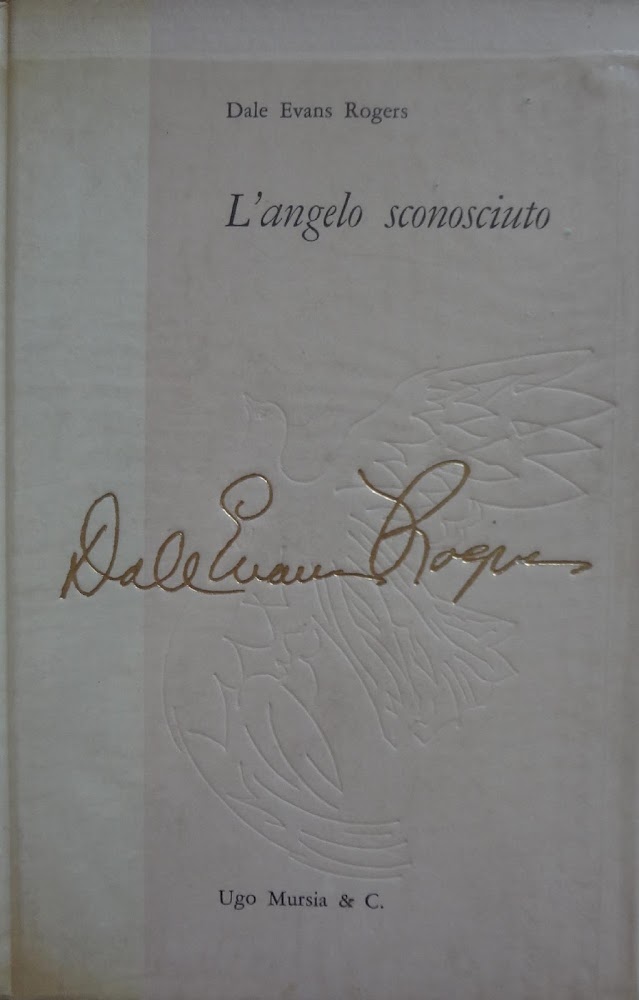 Dale Evans Rogers
L'angelo sconosciuto
Dale Evans Rogers
Ugo Mursia & C.